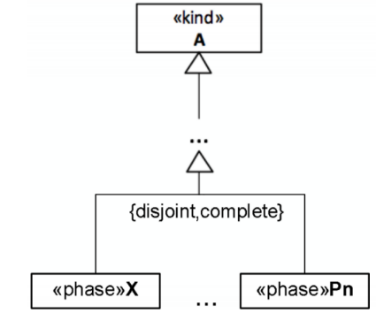 «kind»
A
...
{disjoint,complete}
«phase»X
...
«phase»Pn